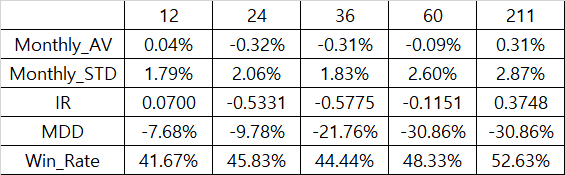 12 24 36 60 211
Monthly_AV 0.04% -0.32% -0.31% -0.09% 0.31%
Monthly_STD 1.79% 2.06% 1.83% 2.60% 2.87%
IR 0.0700 -0.5331 -0.5775 -0.1151 0.3748
MDD -7.68% -9.78% -21.76% -30.86% -30.86%
Win_Rate 41.67% 45.83% 44.44% 48.33% 52.63%